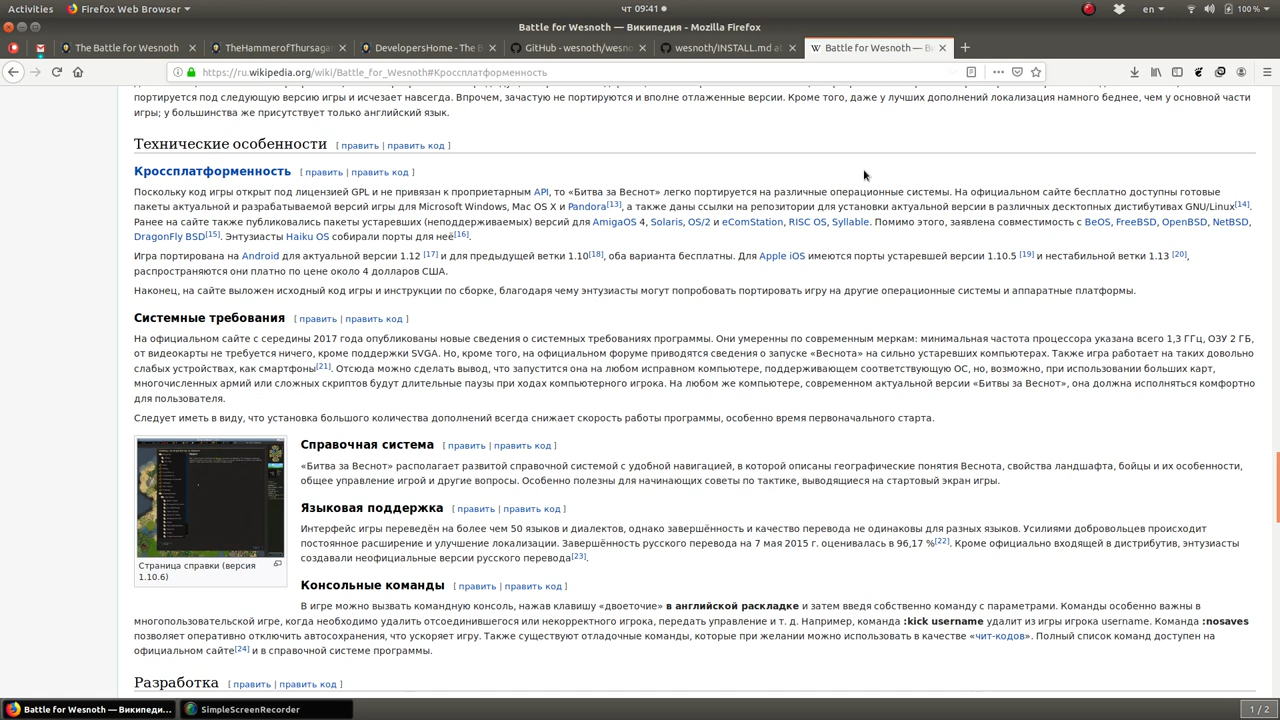 Activities Firefox Web Browser чт 09:41 en 100 %
Battle for Wesnoth — Википедия - Mozilla Firefox
The Battle for Wesnoth TheHammerofThursaga DevelopersHome - The B GitHub - wesnoth/wesno wesnoth/INSTALL.md at Battle for Wesnoth — В
https://ru.wikipedia.org/wiki/Battle_for_Wesnoth#Кроссплатформенность
портируется под следующую версию игры и исчезает навсегда. Впрочем, зачастую не портируются и вполне отлаженные версии. Кроме того, даже у лучших дополнений локализация намного беднее, чем у основной части
игры; у большинства же присутствует только английский язык.
Технические особенности [ править | править код ]
Кроссплатформенность [ править | править код ]
Поскольку код игры открыт под лицензией GPL и не привязан к проприетарным API, то «Битва за Веснот» легко портируется на различные операционные системы. На официальном сайте бесплатно доступны готовые
пакеты актуальной и разрабатываемой версий игры для Microsoft Windows, Mac OS X и Pandora[13], а также даны ссылки на репозитории для установки актуальной версии в различных десктопных дистрибутивах GNU/Linux[14].
Ранее на сайте также публиковались пакеты устаревших (неподдерживаемых) версий для AmigaOS 4, Solaris, OS/2 и eComStation, RISC OS, Syllable. Помимо этого, заявлена совместимость с BeOS, FreeBSD, OpenBSD, NetBSD,
DragonFly BSD[15]. Энтузиасты Haiku OS собирали порты для неё[16].
Игра портирована на Android для актуальной версии 1.12 [17] и для предыдущей ветки 1.10[18], оба варианта бесплатны. Для Apple iOS имеются порты устаревшей версии 1.10.5 [19] и нестабильной ветки 1.13 [20],
распространяются они платно по цене около 4 долларов США.
Наконец, на сайте выложен исходный код игры и инструкции по сборке, благодаря чему энтузиасты могут попробовать портировать игру на другие операционные системы и аппаратные платформы.
Системные требования [ править | править код ]
На официальном сайте с середины 2017 года опубликованы новые сведения о системных требованиях программы. Они умеренны по современным меркам: минимальная частота процессора указана всего 1,3 ГГц, ОЗУ 2 ГБ,
от видеокарты не требуется ничего, кроме поддержки SVGA. Но, кроме того, на официальном форуме приводятся сведения о запуске «Веснота» на сильно устаревших компьютерах. Также игра работает на таких довольно
слабых устройствах, как смартфоны[21]. Отсюда можно сделать вывод, что запустится она на любом исправном компьютере, поддерживающем соответствующую ОС, но, возможно, при использовании больших карт,
многочисленных армий или сложных скриптов будут длительные паузы при ходах компьютерного игрока. На любом же компьютере, современном актуальной версии «Битвы за Веснот», она должна исполняться комфортно
для пользователя.
Следует иметь в виду, что установка большого количества дополнений всегда снижает скорость работы программы, особенно время первоначального старта.
Страница справки (версия
1.10.6)
Справочная система [ править | править код ]
«Битва за Веснот» располагает развитой справочной системой с удобной навигацией, в которой описаны географические понятия Веснота, свойства ландшафта, бойцы и их особенности,
общее управление игрой и другие вопросы. Особенно полезны для начинающих советы по тактике, выводящиеся на стартовый экран игры.
Языковая поддержка [ править | править код ]
Интерфейс игры переведён на более чем 50 языков и диалектов, однако завершённость и качество перевода не одинаковы для разных языков. Усилиями добровольцев происходит
постоянное расширение и улучшение локализации. Завершённость русского перевода на 7 мая 2015 г. оценивалась в 96,17 %[22]. Кроме официально входящей в дистрибутив, энтузиасты
создавали неофициальные версии русского перевода[23].
Консольные команды [ править | править код ]
В игре можно вызвать командную консоль, нажав клавишу «двоеточие» в английской раскладке и затем введя собственно команду с параметрами. Команды особенно важны в
многопользовательской игре, когда необходимо удалить отсоединившегося или некорректного игрока, передать управление и т. д. Например, команда :kick username удалит из игры игрока username. Команда :nosaves
позволяет оперативно отключить автосохранения, что ускоряет игру. Также существуют отладочные команды, которые при желании можно использовать в качестве «чит-кодов». Полный список команд доступен на
официальном сайте[24] и в справочной системе программы.
Разработка [ править | править код ]
Battle for Wesnoth — Википеди... SimpleScreenRecorder 1 / 2